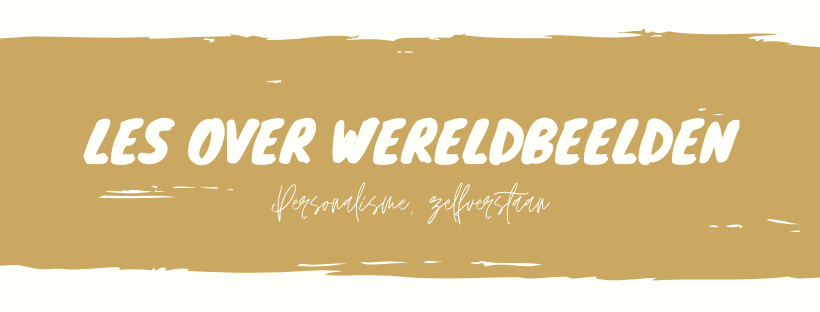 LES OVER WERELDBEELDEN
Personalisme, zelfverstaan